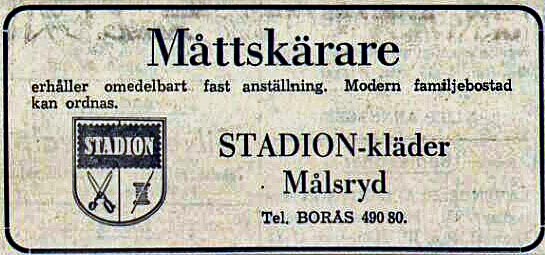 Måttskärare
erhåller omedelbart fast anställning. Modern familjebostad
kan ordnas.
STADION
STADION-kläder
Målsryd
Tel. BORÅS 490 80.